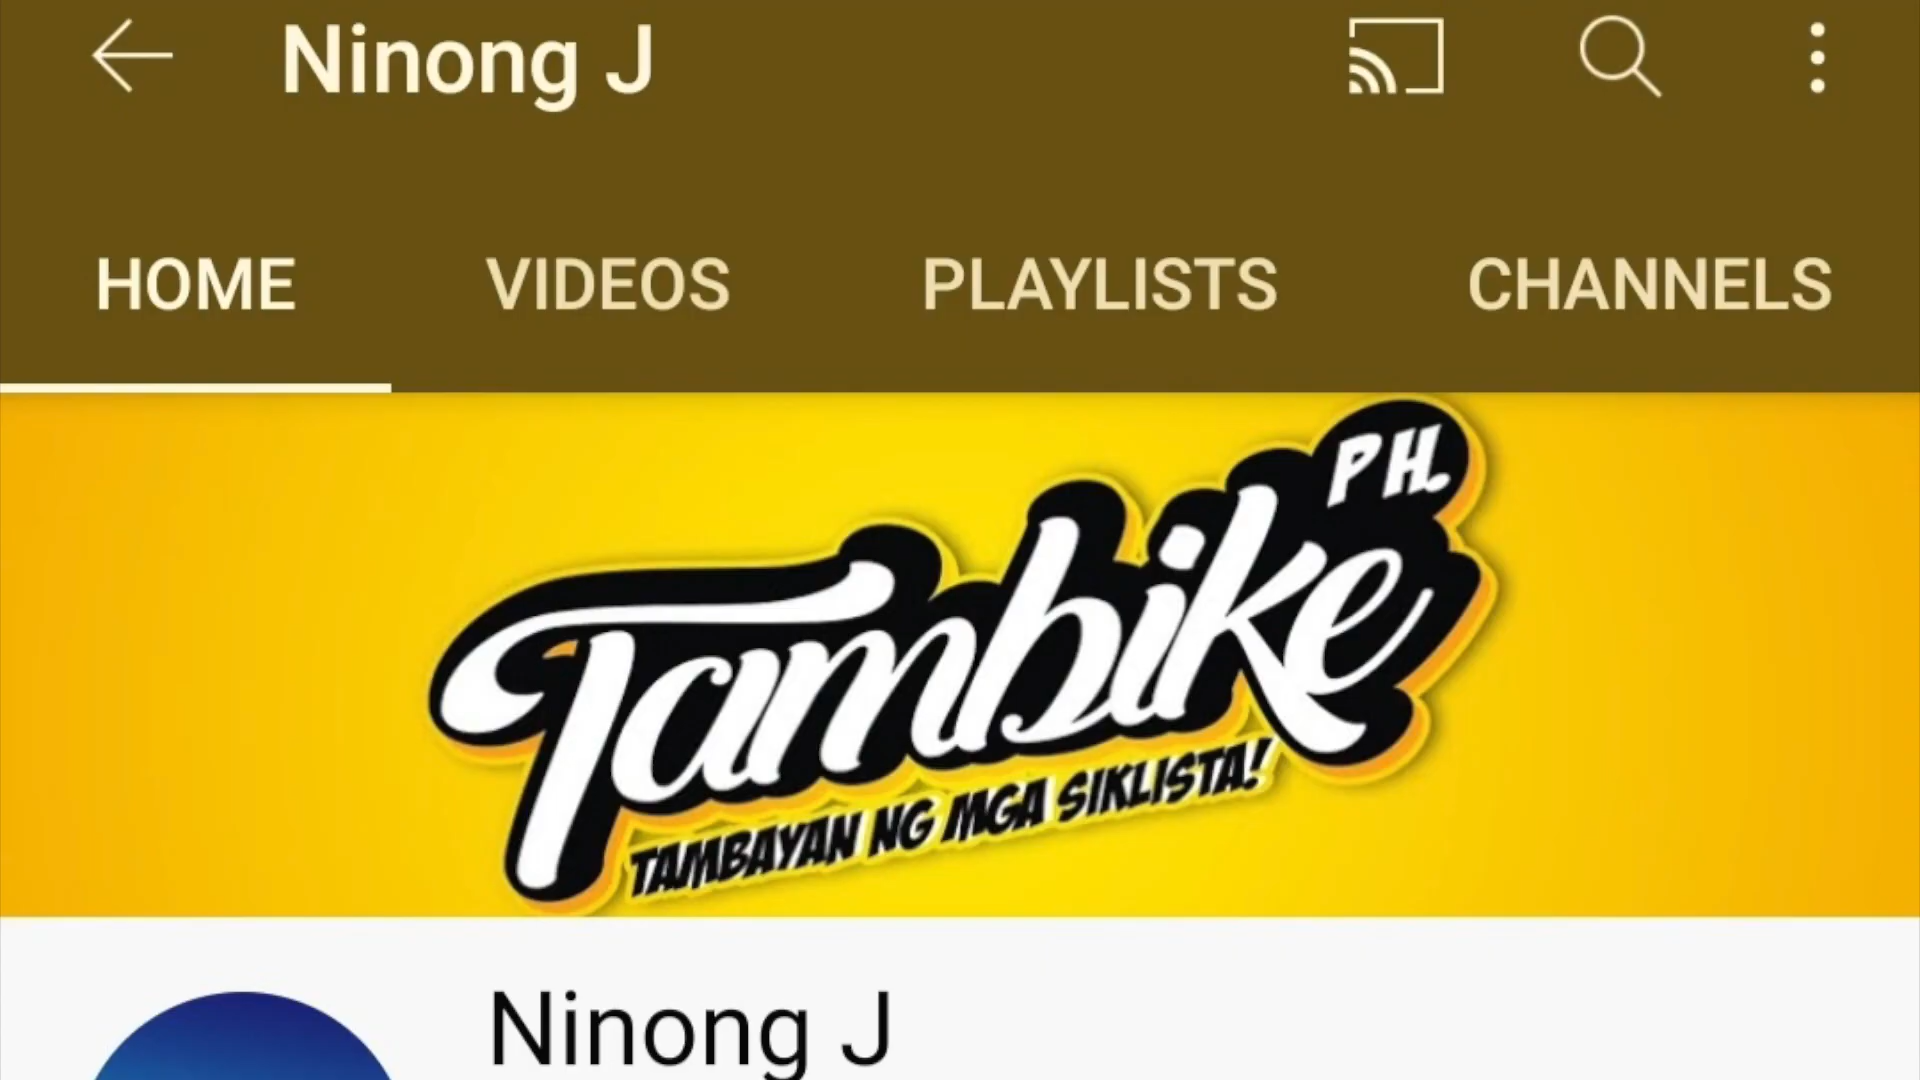 Ninong J
HOME VIDEOS PLAYLISTS CHANNELS
PH.
Tambike
TAMBAYAN NG MGA SIKLISTA!
Ninong J